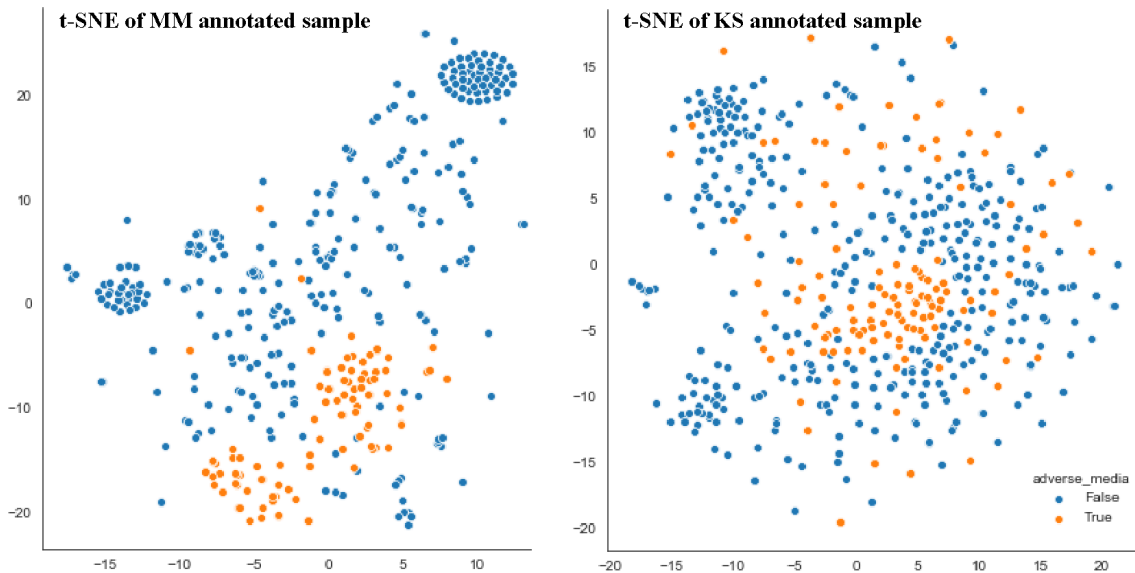 t-SNE of MM annotated sample
20
10
0
−10
−20
−15 −10 −5 0 5 10
t-SNE of KS annotated sample
15
10
5
0
−5
−10
−15
−20
−20 −15 −10 −5 0 5 10 15 20
adverse_media
False
True